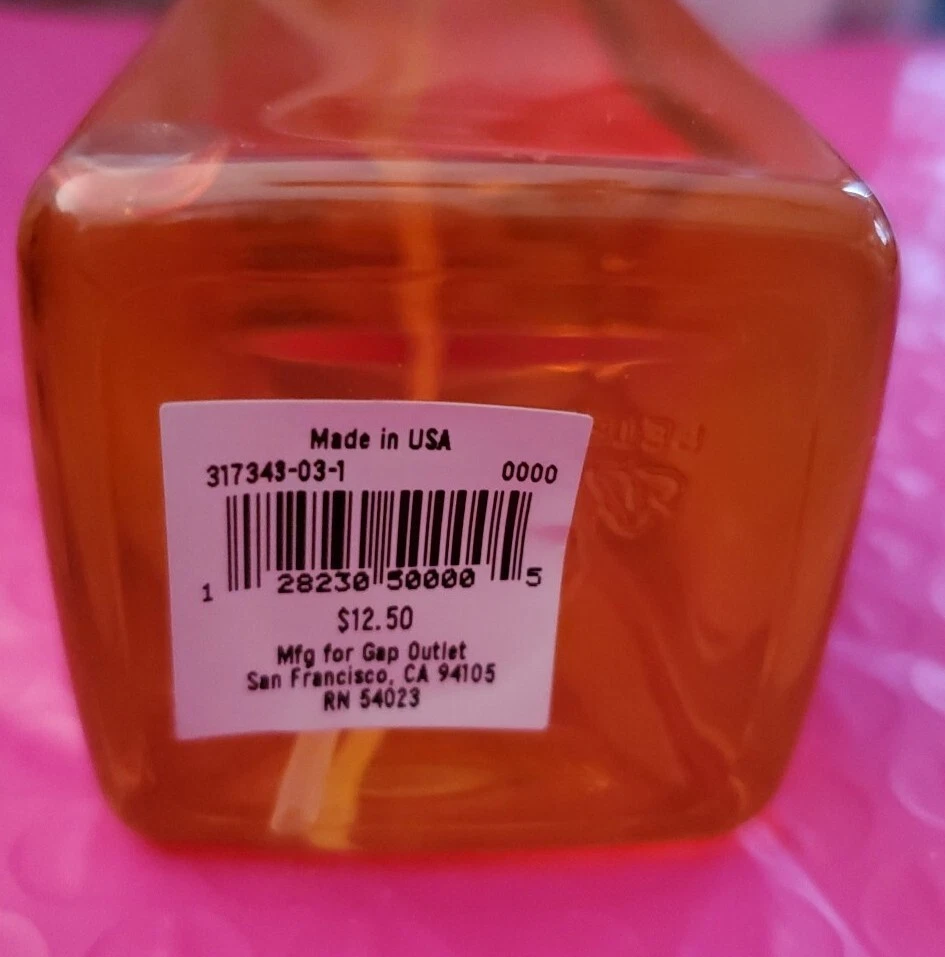 Made in USA
317343-03-1 0000
1 28230 50000 5
$12.50
Mfg for Gap Outlet
San Francisco, CA 94105
RN 54023